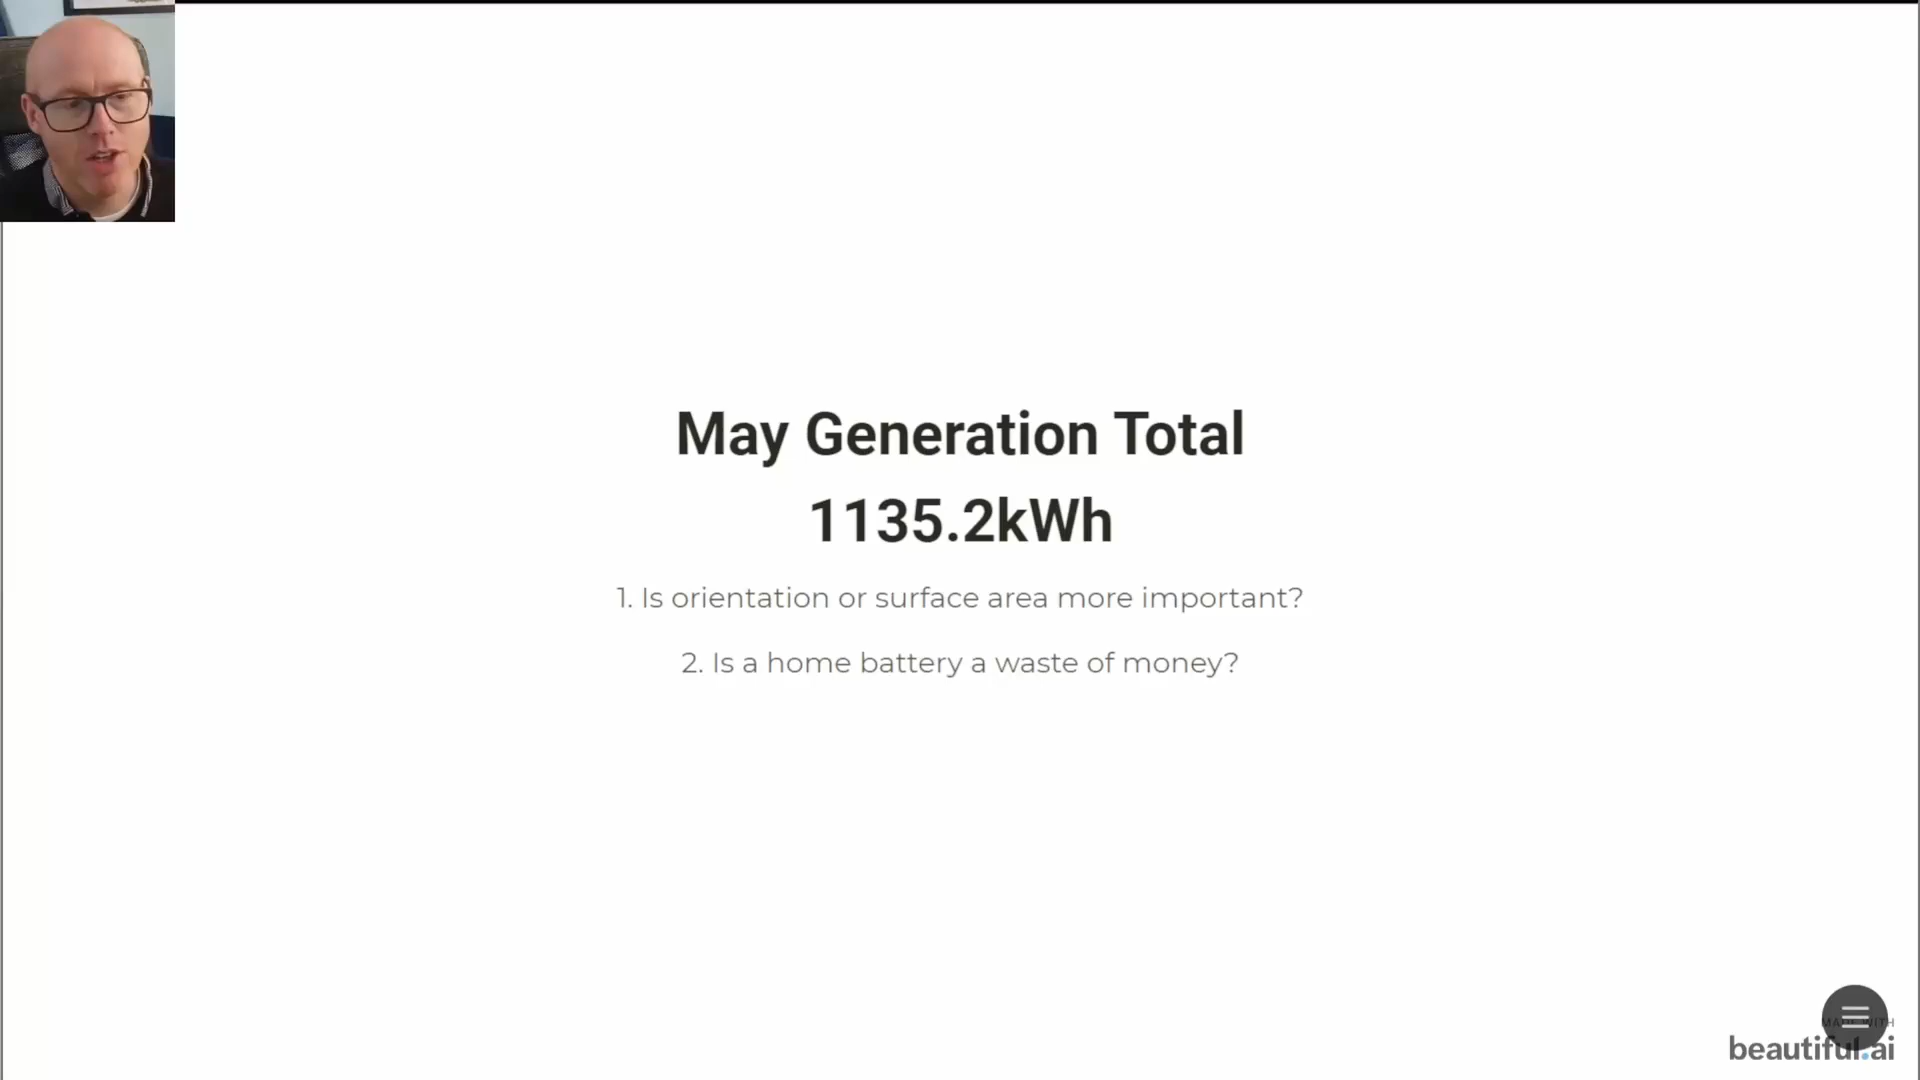 May Generation Total
1135.2kWh
1. Is orientation or surface area more important?
2. Is a home battery a waste of money?
beautiful.ai